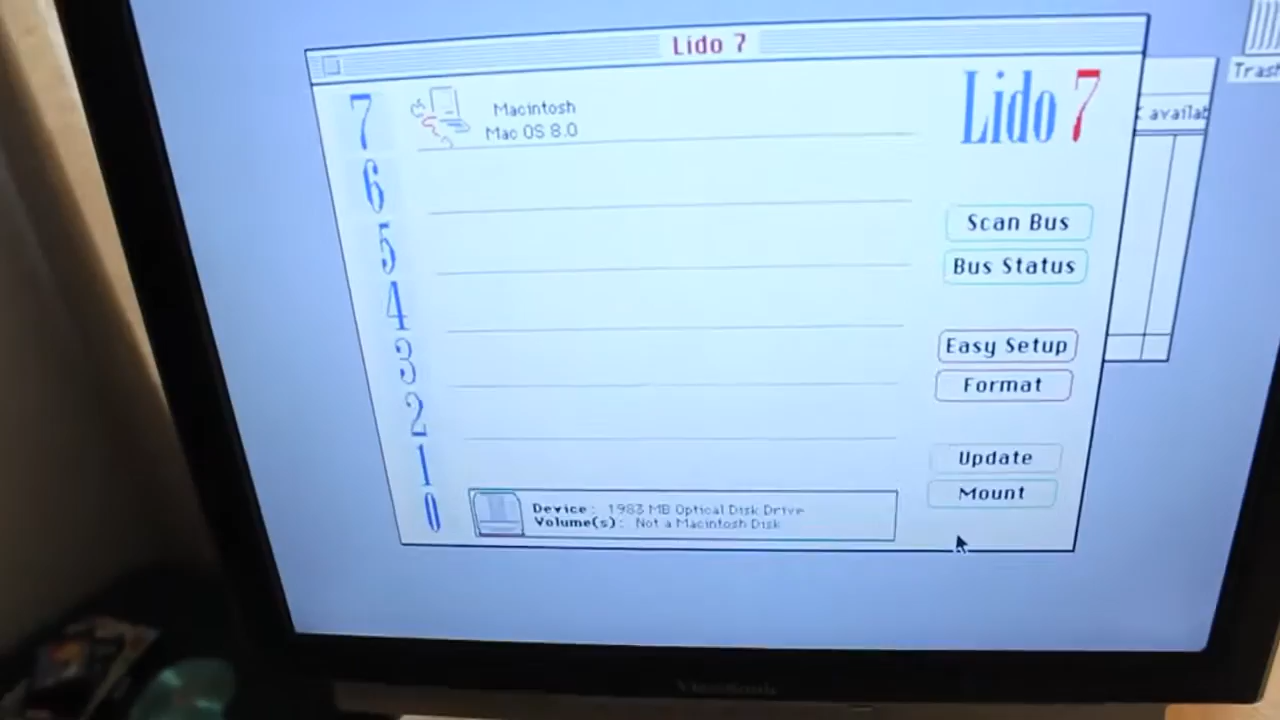 Lido 7
Trash
7
Macintosh
Mac OS 8.0
Lido 7
availab
6
Scan Bus
5
Bus Status
4
Easy Setup
3
Format
2
1
Update
Mount
0
Device: 1983 MB Optical Disk Drive
Volume(s): Not a Macintosh Disk